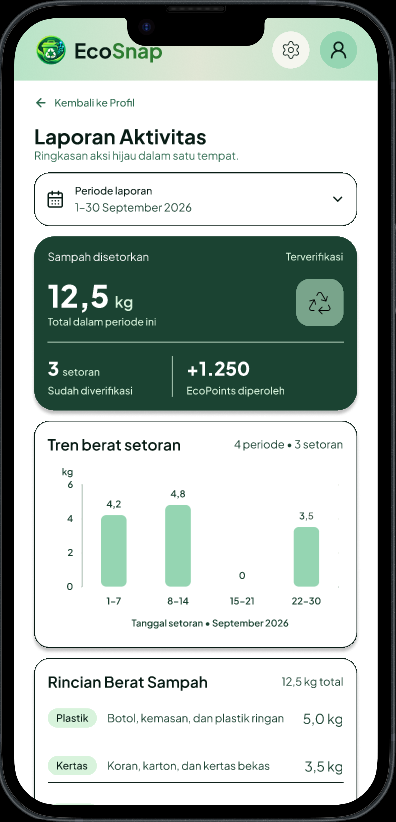 EcoSnap
Kembali ke Profil
Laporan Aktivitas
Ringkasan aksi hijau dalam satu tempat.
Periode laporan
1–30 September 2026
Sampah disetorkan Terverifikasi
12,5 kg
Total dalam periode ini
3 setoran +1.250
Sudah diverifikasi EcoPoints diperoleh
Tren berat setoran 4 periode • 3 setoran
kg
6
4,8
4,2
4
3,5
2
0
0
1–7 8–14 15–21 22–30
Tanggal setoran • September 2026
Rincian Berat Sampah 12,5 kg total
Plastik Botol, kemasan, dan plastik ringan 5,0 kg
Kertas Koran, karton, dan kertas bekas 3,5 kg